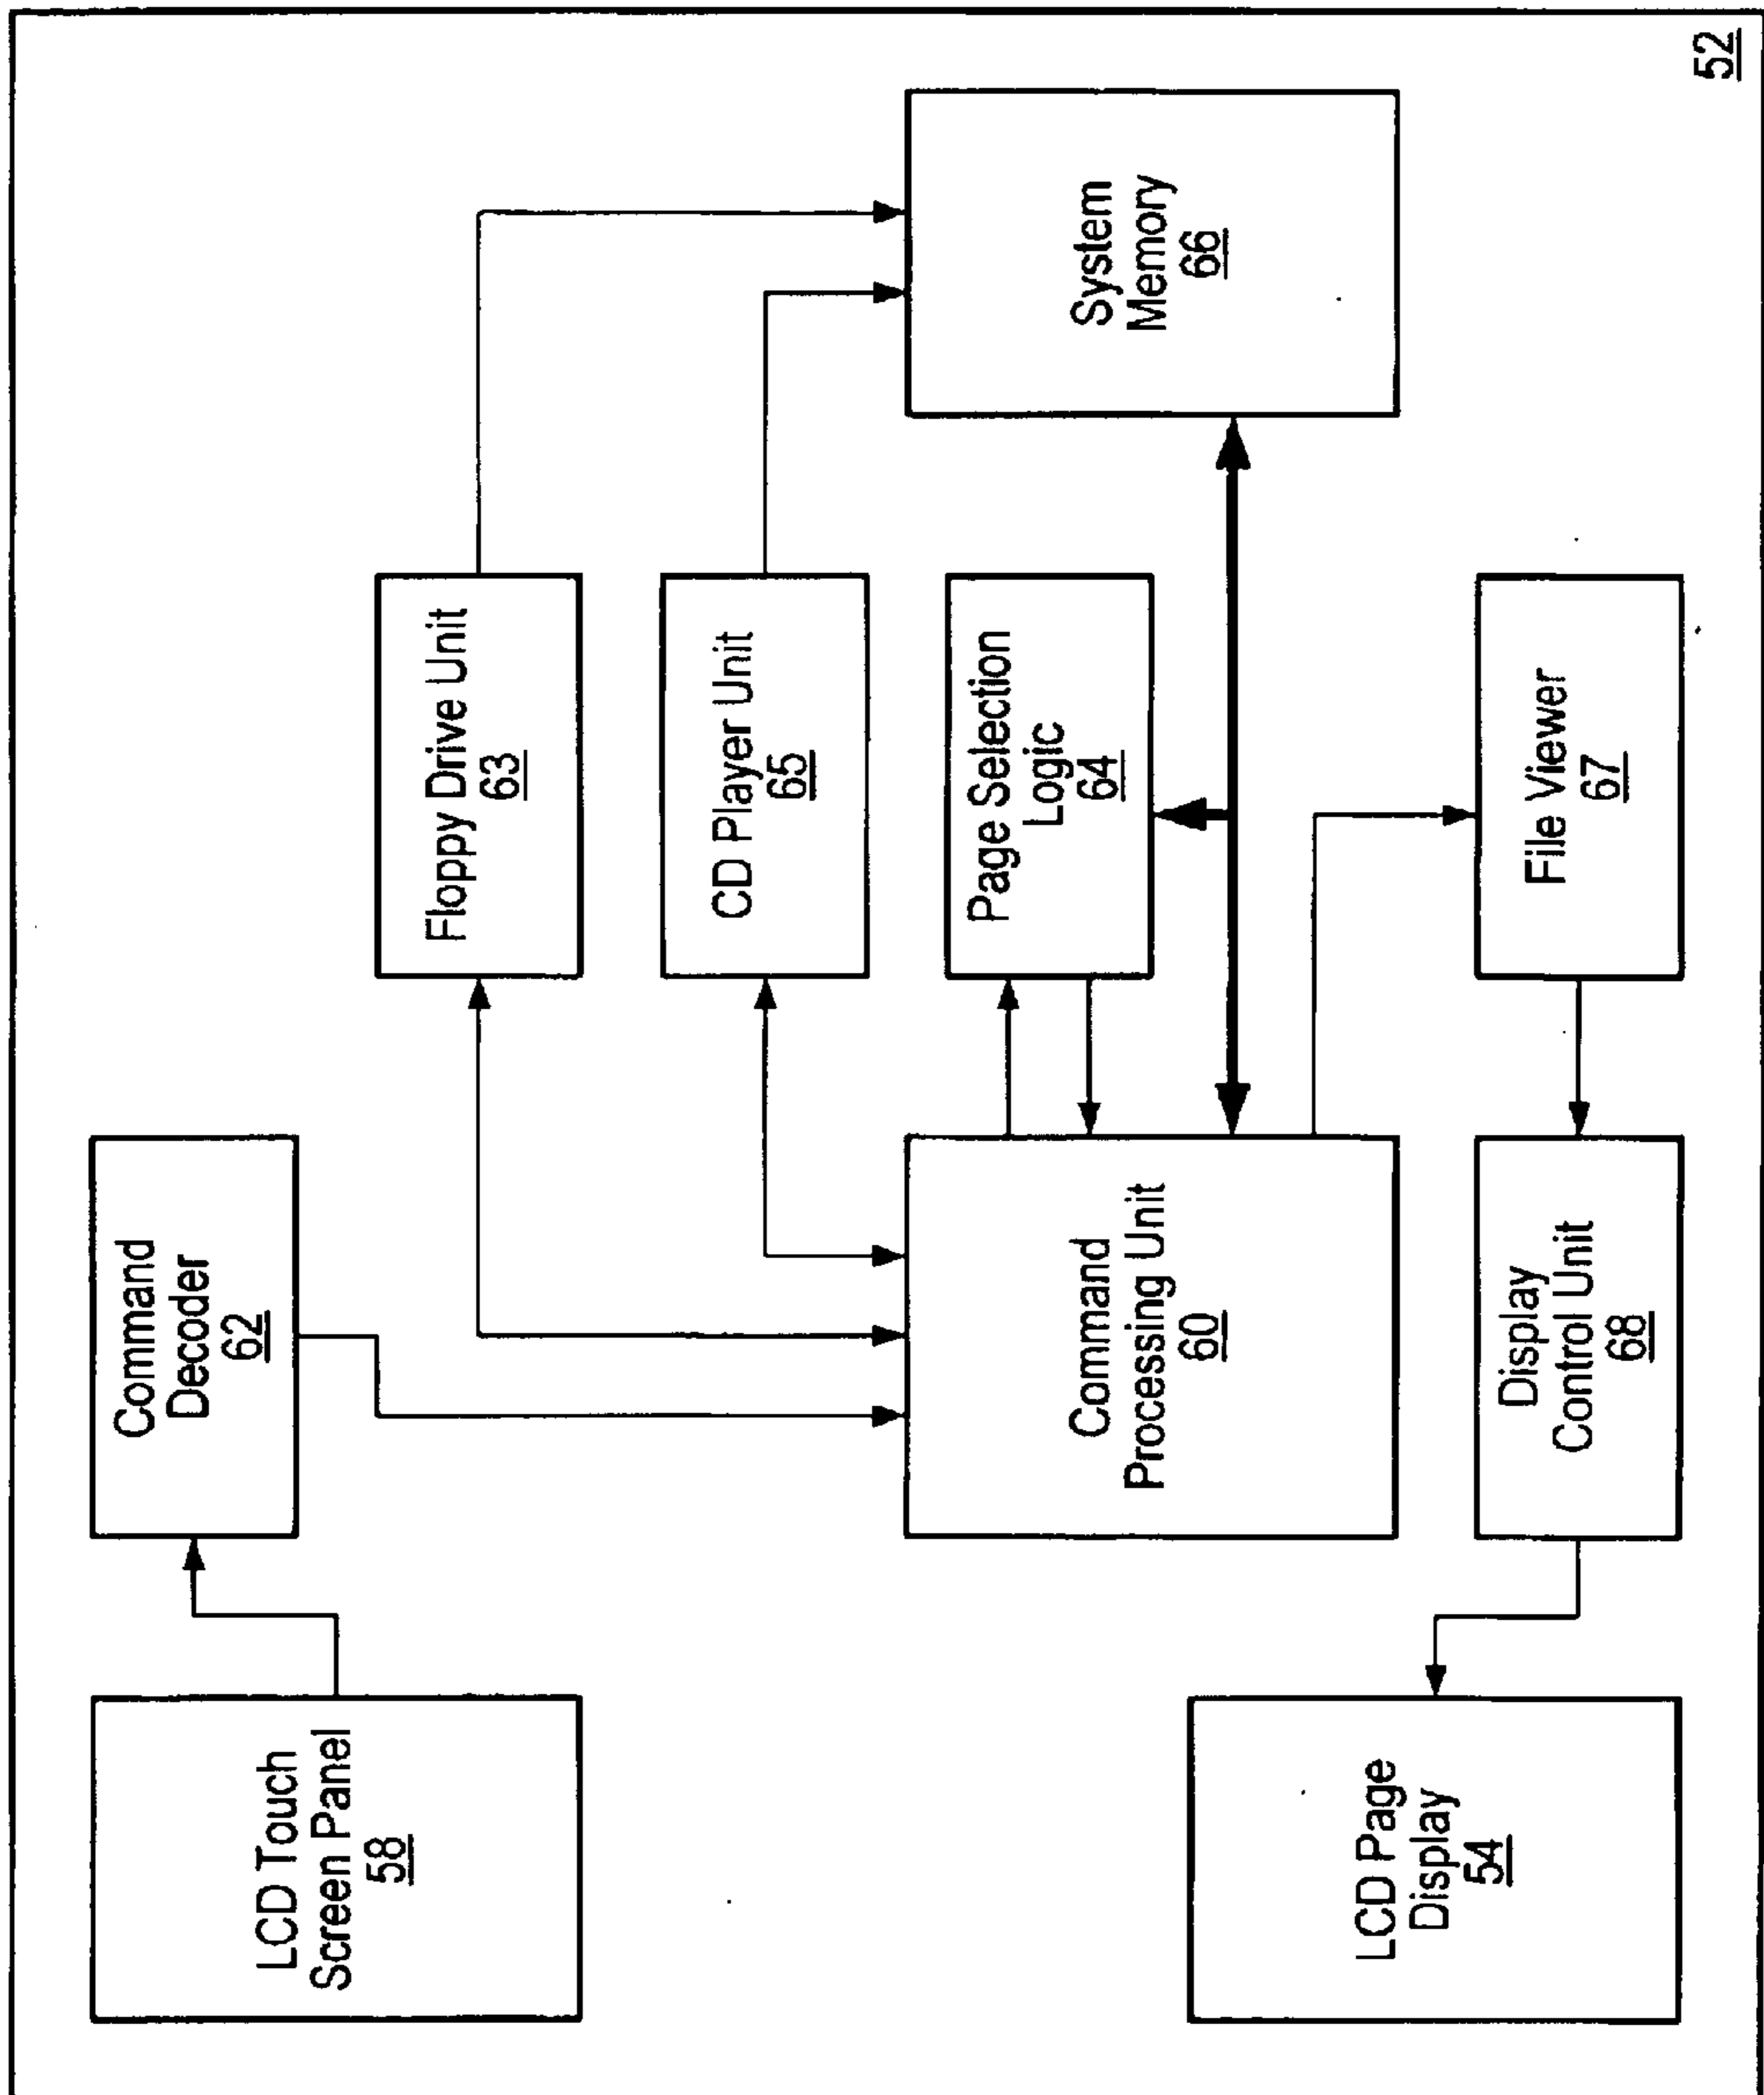 LCD Touch
Screen Panel
58
Command
Decoder
62
Floppy Drive Unit
63
CD Player Unit
65
Page Selection
Logic
64
Command
Processing Unit
60
System
Memory
66
LCD Page
Display
54
Display
Control Unit
68
File Viewer
67
52